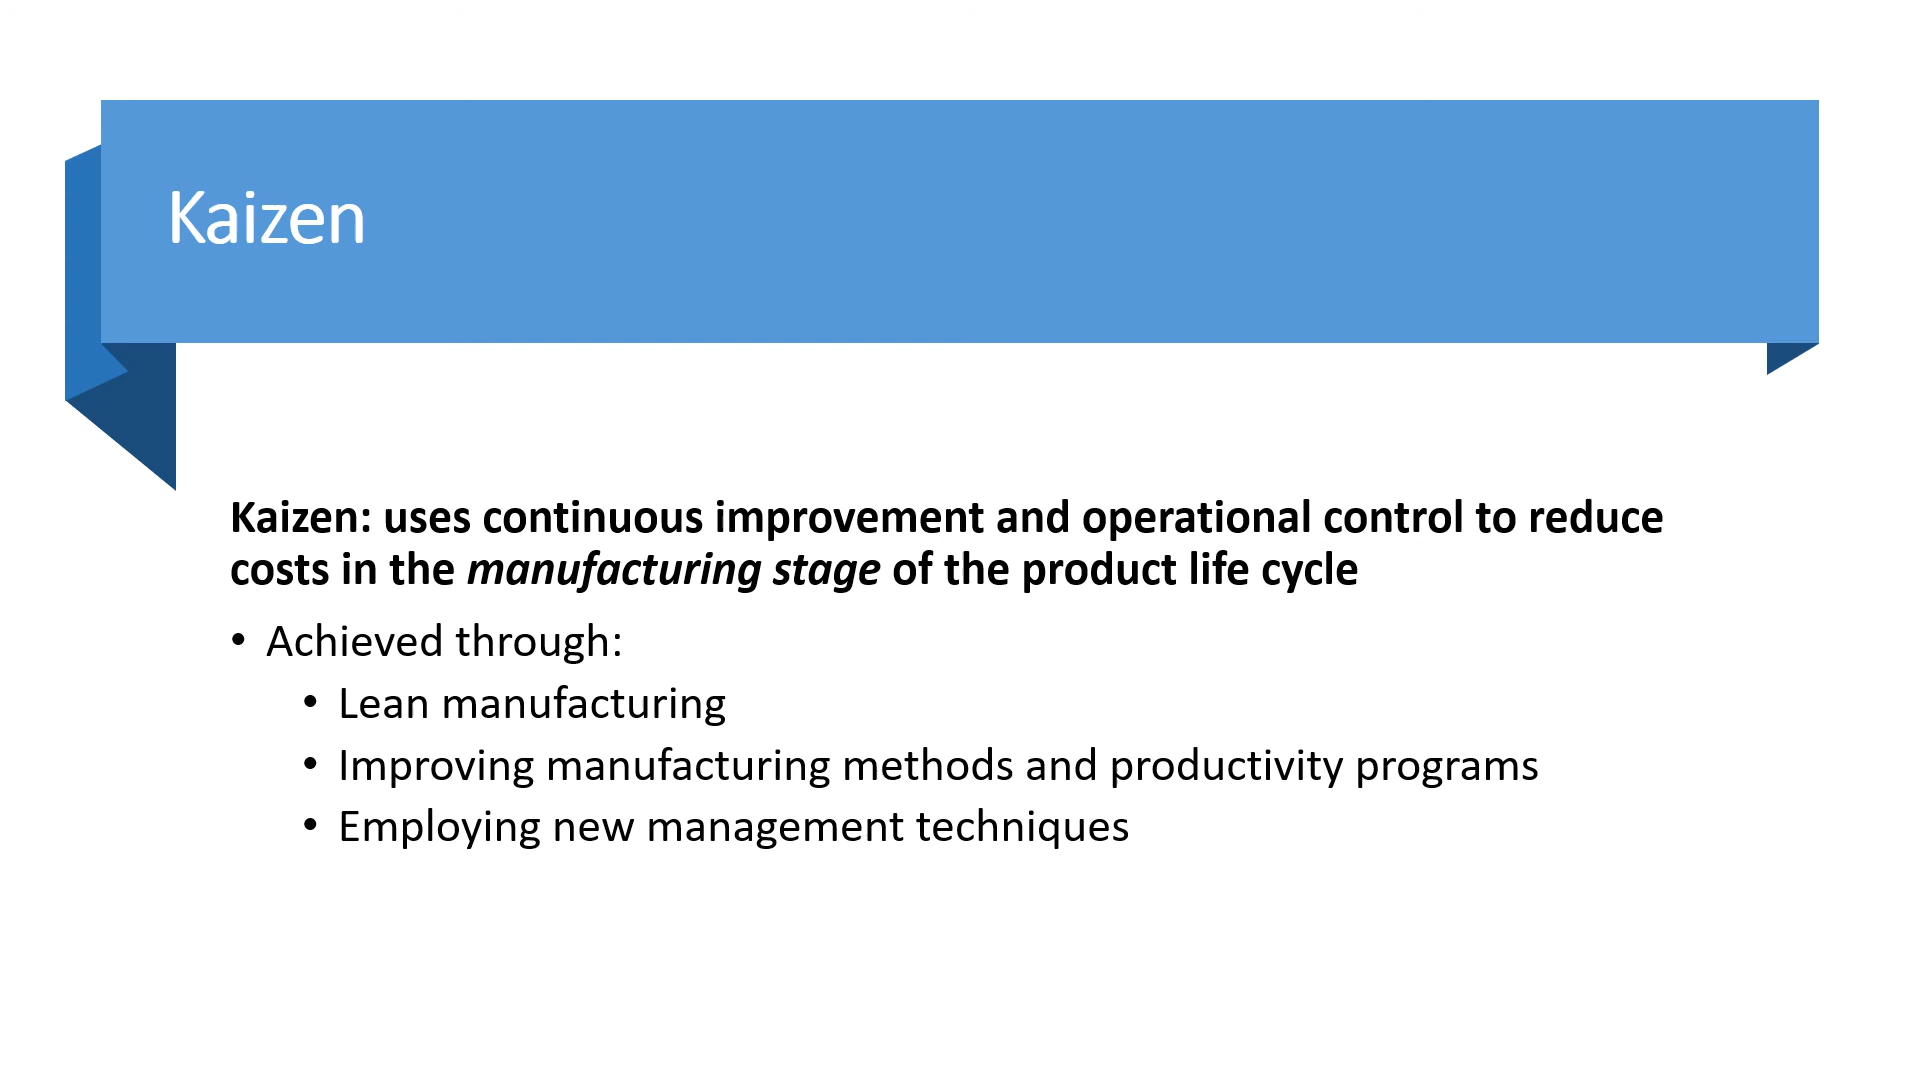 Kaizen
Kaizen: uses continuous improvement and operational control to reduce
costs in the manufacturing stage of the product life cycle
• Achieved through:
• Lean manufacturing
• Improving manufacturing methods and productivity programs
• Employing new management techniques